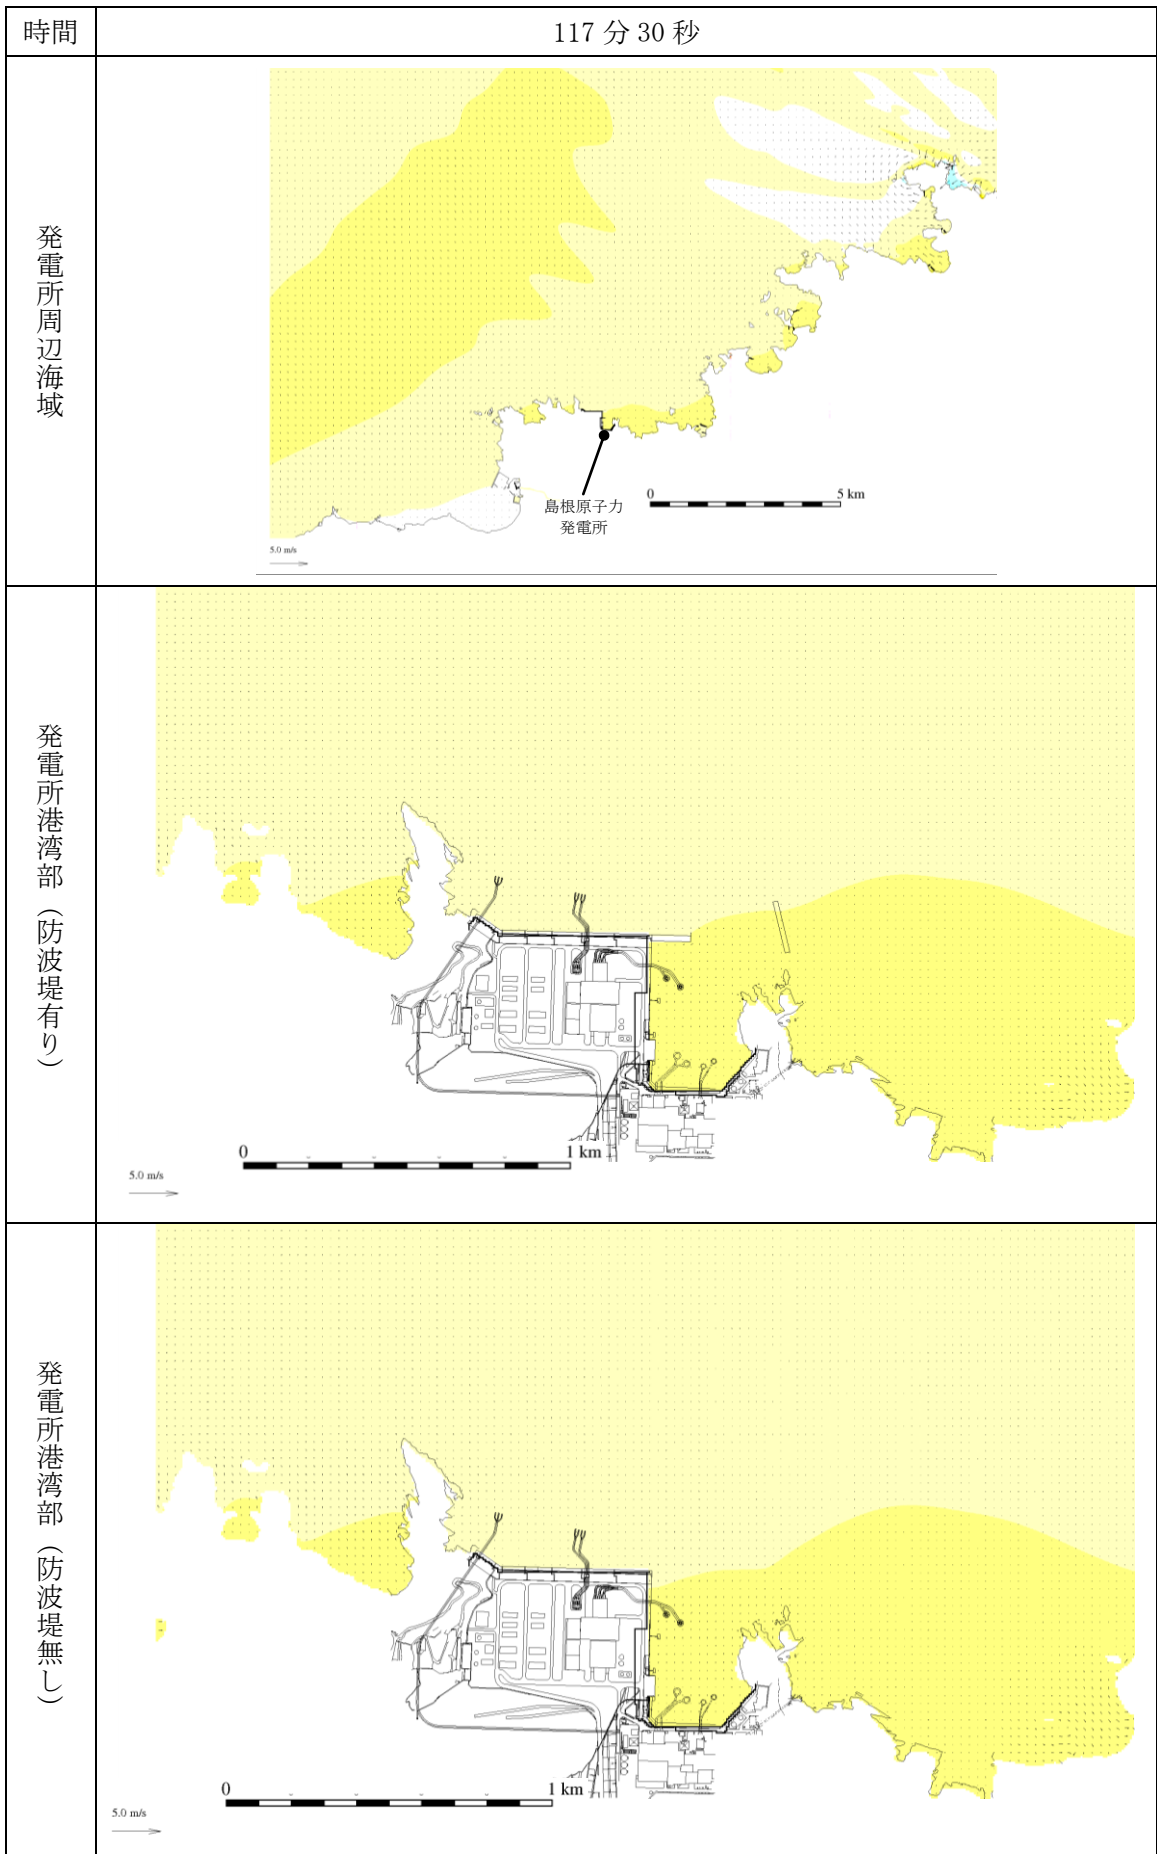 時間
117 分 30 秒
発電所周辺海域
島根原子力
発電所
0
5 km
5.0 m/s
発電所港湾部（防波堤有り）
0
1 km
5.0 m/s
発電所港湾部（防波堤無し）
0
1 km
5.0 m/s